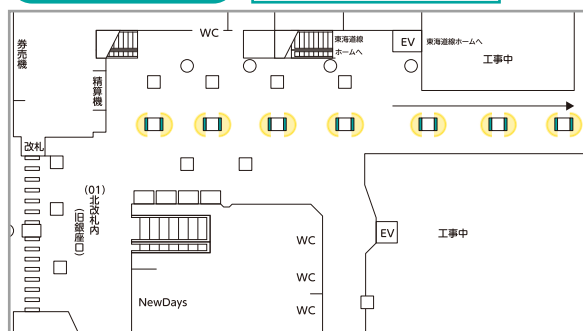 WC
東海道線
ホームへ
EV
東海道線ホームへ
工事中
券売機
精算機
改札
(01)
北改札内
(旧銀座口)
WC
WC
WC
EV
工事中
NewDays